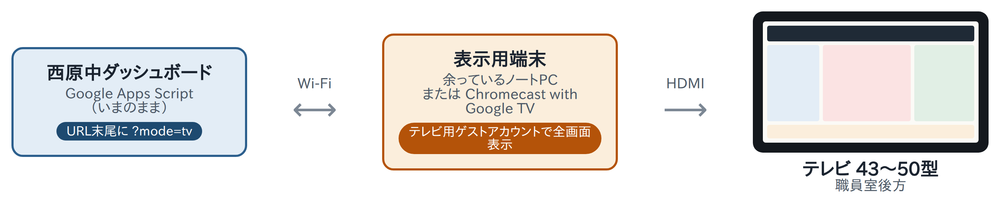 西原中ダッシュボード
Google Apps Script
（いまのまま）
URL末尾に ?mode=tv
Wi-Fi
表示用端末
余っているノートPC
または Chromecast with
Google TV
テレビ用ゲストアカウントで全画面
表示
HDMI
テレビ 43〜50型
職員室後方